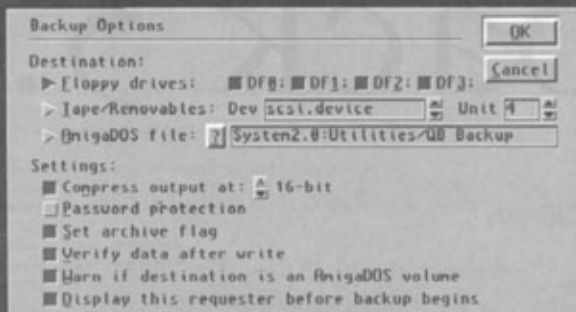 Backup Options
OK
Destination:
Cancel
Floppy drives: DF0: DF1: DF2: DF3:
Tape/Renovables: Dev scsi.device Unit 4
AmigaDOS file: ? System2.0:Utilities/QB Backup
Settings:
Compress output at: 16-bit
Password protection
Set archive flag
Verify data after write
Warn if destination is an AmigaDOS volume
Display this requester before backup begins